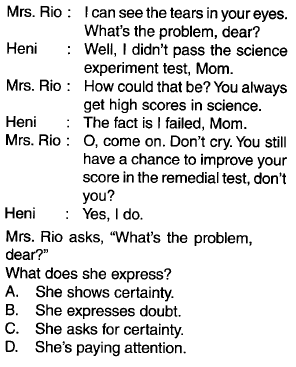 Mrs. Rio : I can see the tears in your eyes.
What's the problem, dear?
Heni : Well, I didn't pass the science
experiment test, Mom.
Mrs. Rio : How could that be? You always
get high scores in science.
Heni : The fact is I failed, Mom.
Mrs. Rio : O, come on. Don't cry. You still
have a chance to improve your
score in the remedial test, don't
you?
Heni : Yes, I do.
Mrs. Rio asks, "What's the problem,
dear?"
What does she express?
A. She shows certainty.
B. She expresses doubt.
C. She asks for certainty.
D. She's paying attention.